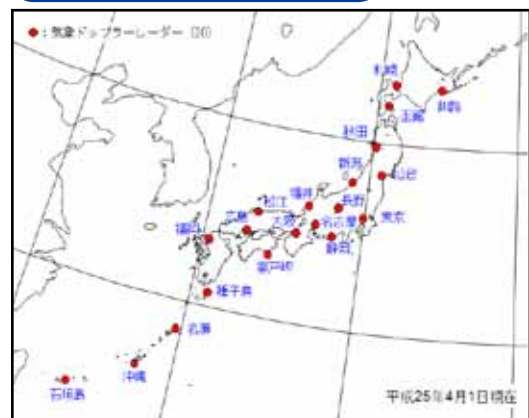 ●:気象ドップラーレーダー (20)
札幌
釧路
函館
秋田
仙台
新潟
福井
長野
松江
東京
広島
大阪
名古屋
福岡
静岡
室戸岬
種子島
名瀬
沖縄
石垣島
平成25年4月1日現在